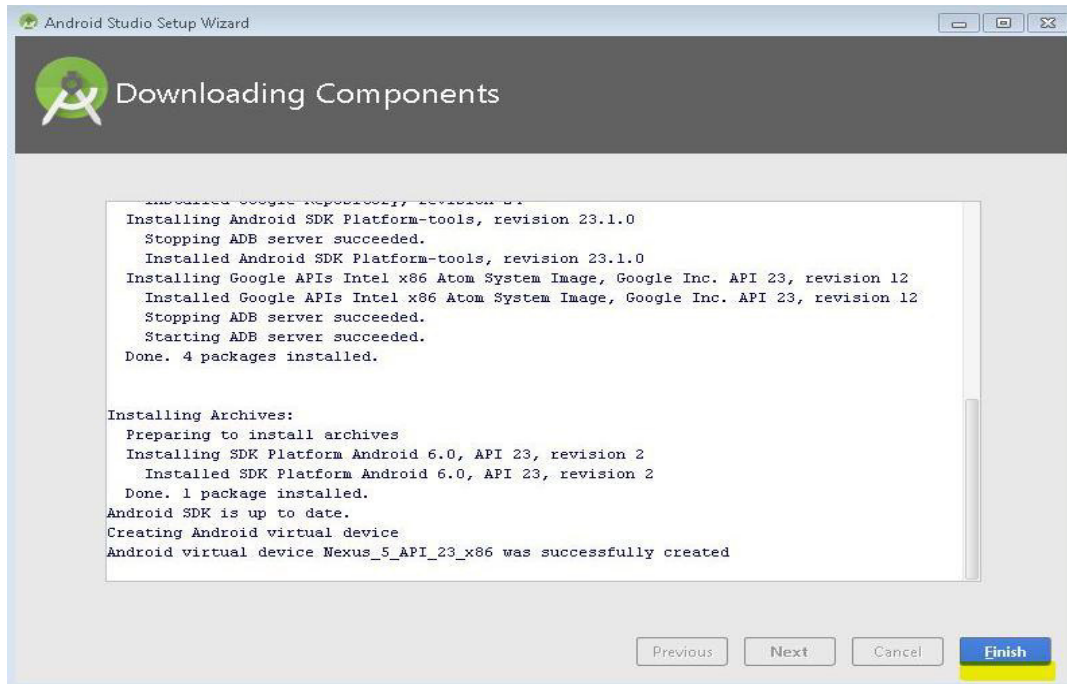 Android Studio Setup Wizard
Downloading Components
Installed Google Repository, revision
Installing Android SDK Platform-tools, revision 23.1.0
Stopping ADB server succeeded.
Installed Android SDK Platform-tools, revision 23.1.0
Installing Google APIs Intel x86 Atom System Image, Google Inc. API 23, revision 12
Installed Google APIs Intel x86 Atom System Image, Google Inc. API 23, revision 12
Stopping ADB server succeeded.
Starting ADB server succeeded.
Done. 4 packages installed.
Installing Archives:
Preparing to install archives
Installing SDK Platform Android 6.0, API 23, revision 2
Installed SDK Platform Android 6.0, API 23, revision 2
Done. 1 package installed.
Android SDK is up to date.
Creating Android virtual device
Android virtual device Nexus_5_API_23_x86 was successfully created
Previous Next Cancel Finish